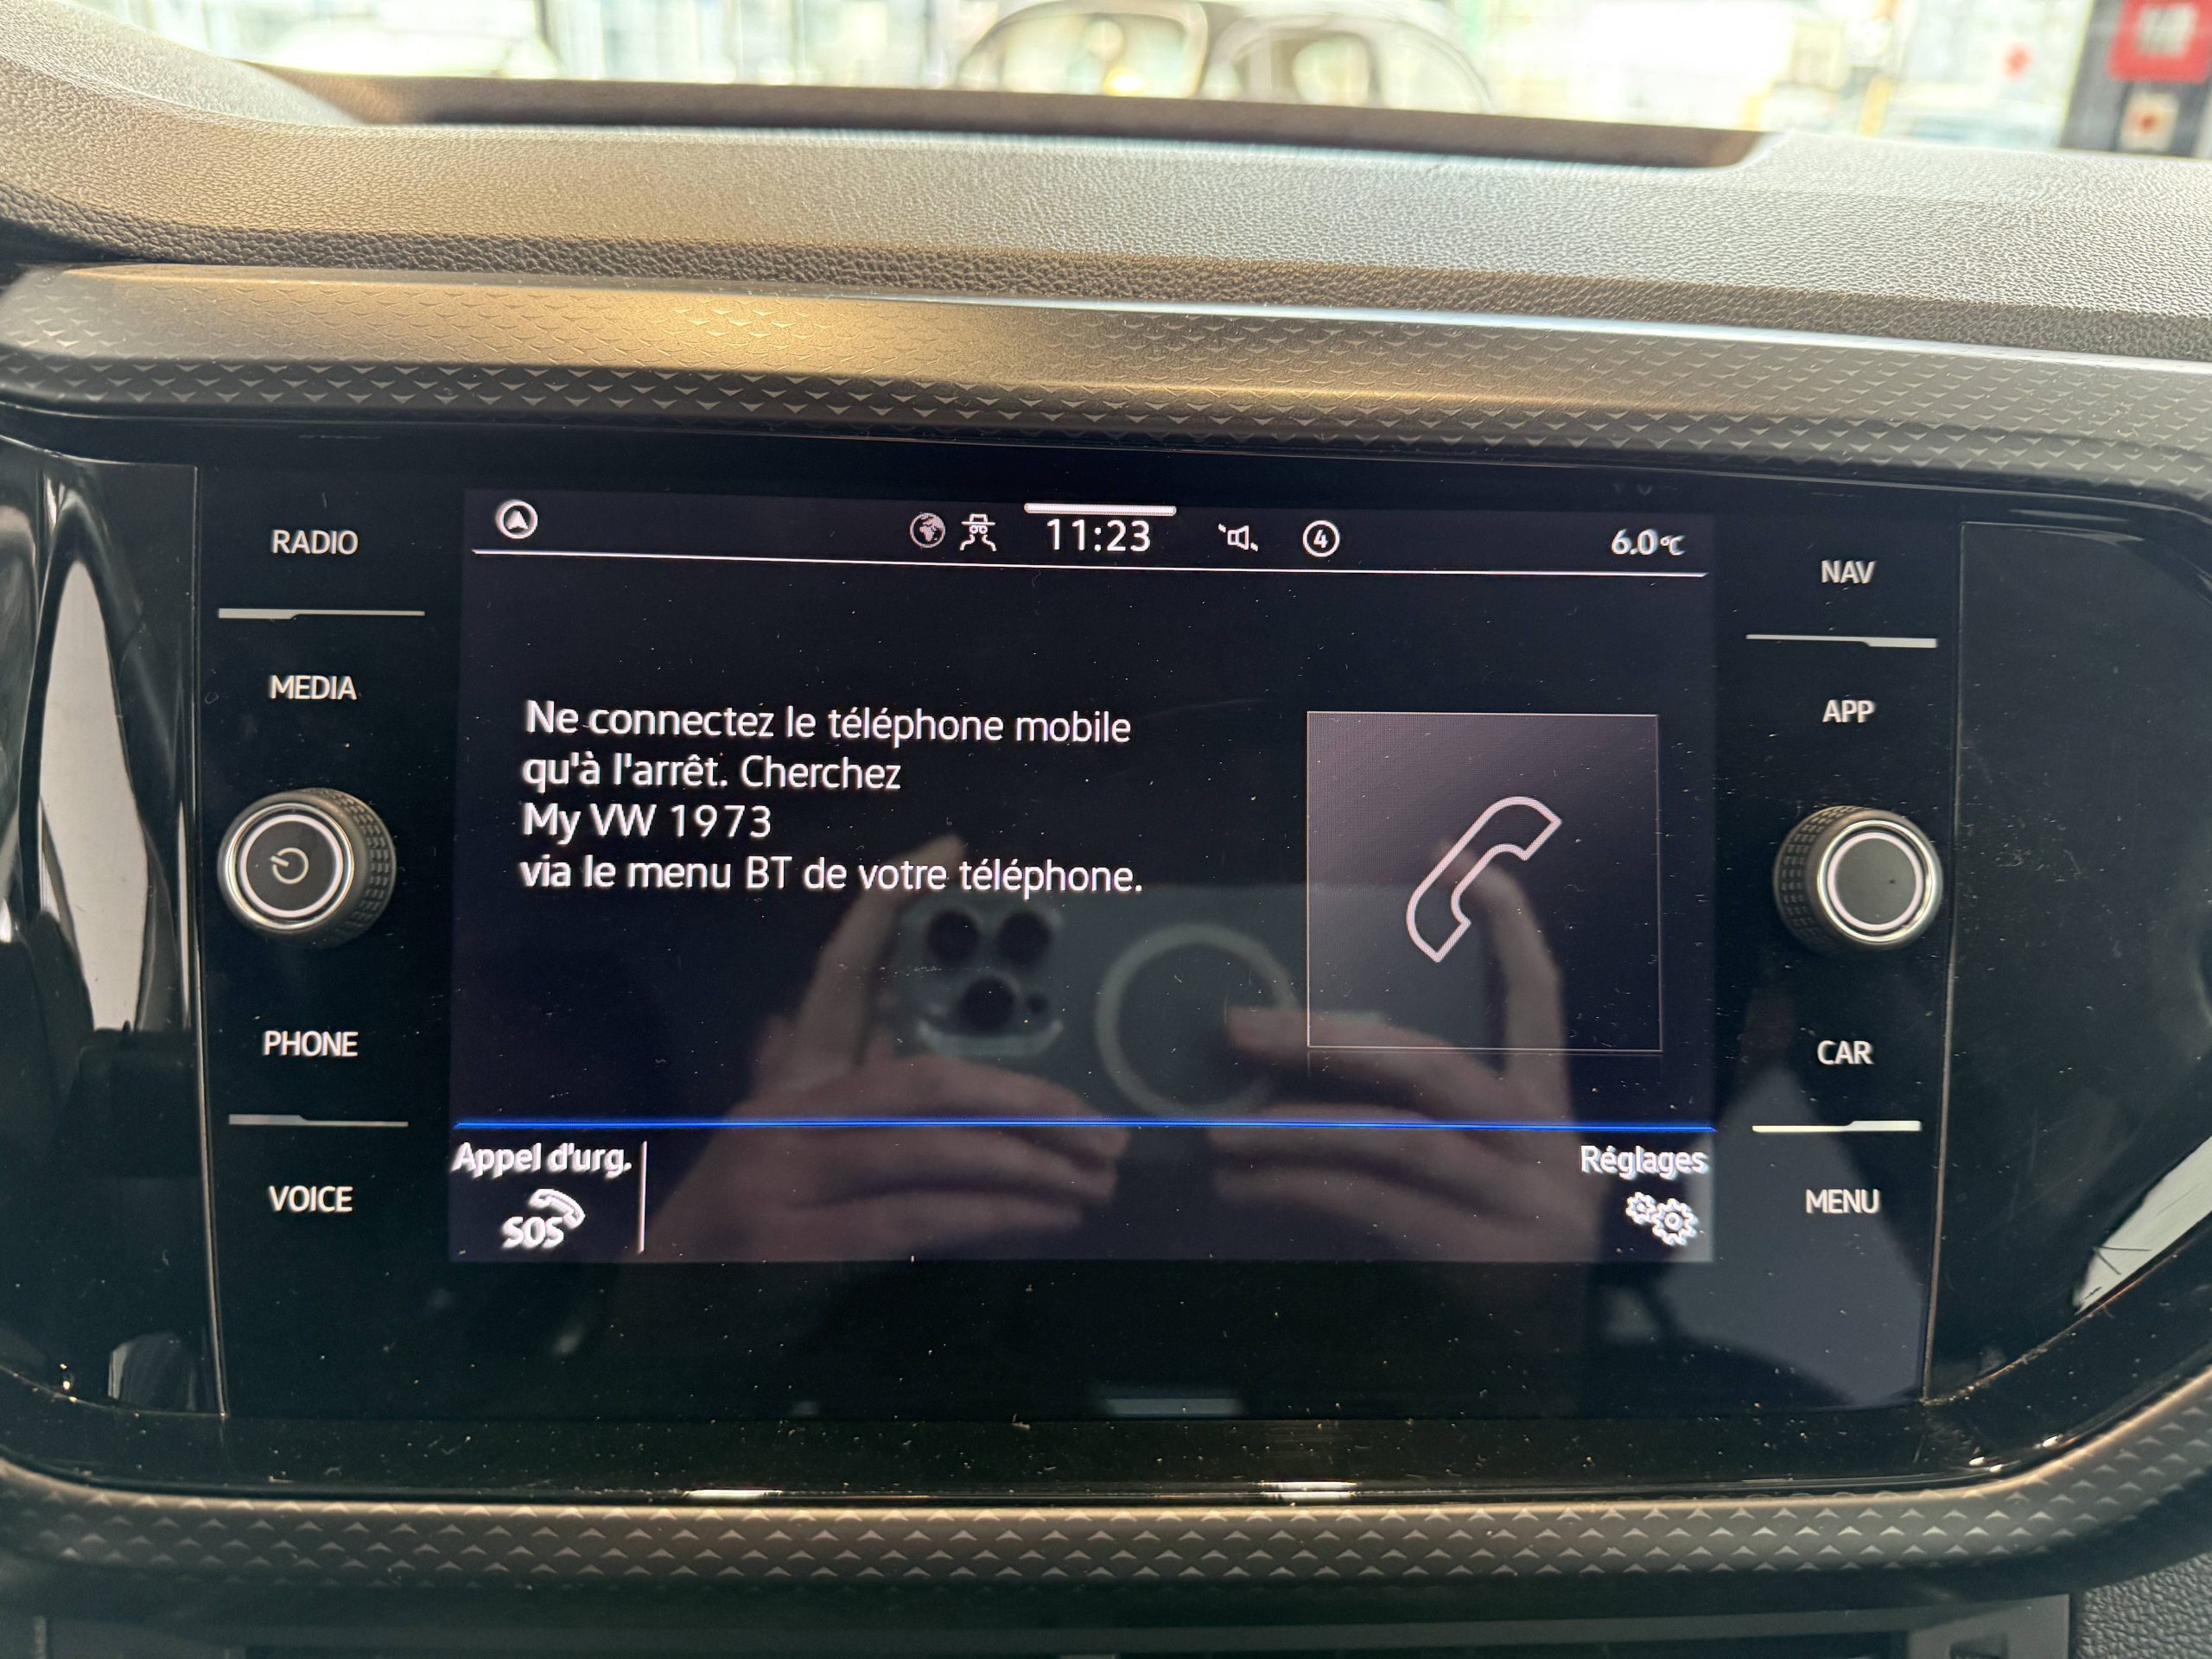 RADIO
MEDIA
PHONE
VOICE
11:23
4
6.0°C
Ne connectez le téléphone mobile
qu'à l'arrêt. Cherchez
My VW 1973
via le menu BT de votre téléphone.
Appel d'urg.
SOS
Réglages
NAV
APP
CAR
MENU